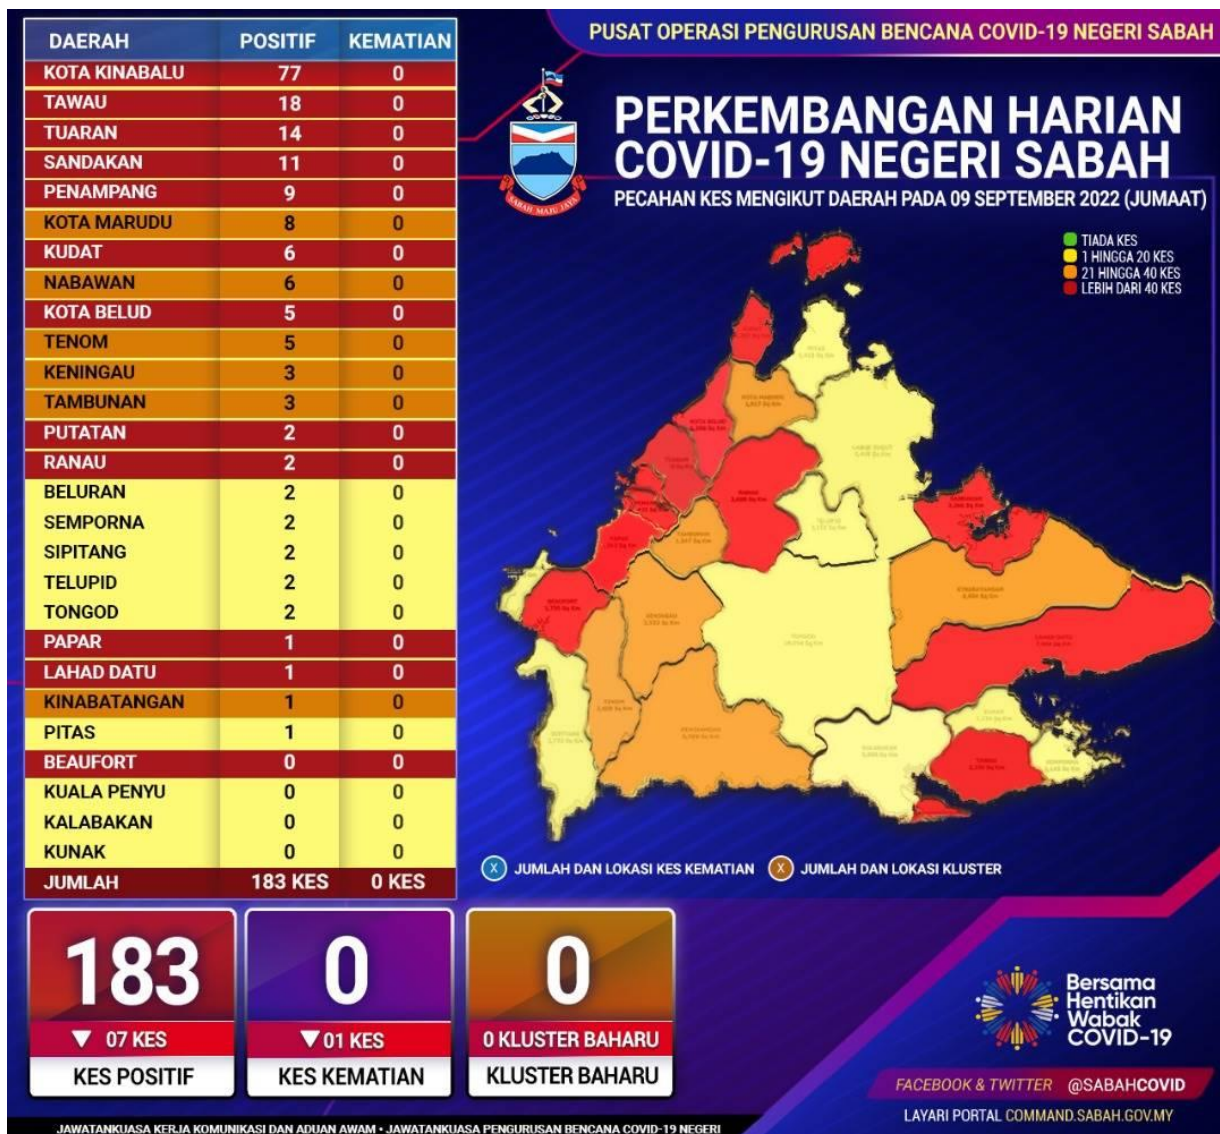 DAERAH POSITIF KEMATIAN
KOTA KINABALU 77 0
TAWAU 18 0
TUARAN 14 0
SANDAKAN 11 0
PENAMPANG 9 0
KOTA MARUDU 8 0
KUDAT 6 0
NABAWAN 6 0
KOTA BELUD 5 0
TENOM 5 0
KENINGAU 3 0
TAMBUNAN 3 0
PUTATAN 2 0
RANAU 2 0
BELURAN 2 0
SEMPORNA 2 0
SIPITANG 2 0
TELUPID 2 0
TONGOD 2 0
PAPAR 1 0
LAHAD DATU 1 0
KINABATANGAN 1 0
PITAS 1 0
BEAUFORT 0 0
KUALA PENYU 0 0
KALABAKAN 0 0
KUNAK 0 0
JUMLAH 183 KES 0 KES
PUSAT OPERASI PENGURUSAN BENCANA COVID-19 NEGERI SABAH
SABAH MAJU JAYA
PERKEMBANGAN HARIAN
COVID-19 NEGERI SABAH
PECAHAN KES MENGIKUT DAERAH PADA 09 SEPTEMBER 2022 (JUMAAT)
TIADA KES
1 HINGGA 20 KES
21 HINGGA 40 KES
LEBIH DARI 40 KES
X JUMLAH DAN LOKASI KES KEMATIAN
X JUMLAH DAN LOKASI KLUSTER
183
▼ 07 KES
KES POSITIF
0
▼ 01 KES
KES KEMATIAN
0
0 KLUSTER BAHARU
KLUSTER BAHARU
Bersama
Hentikan
Wabak
COVID-19
FACEBOOK & TWITTER @SABAHCOVID
LAYARI PORTAL COMMAND.SABAH.GOV.MY
JAWATANKUASA KERJA KOMUNIKASI DAN ADUAN AWAM • JAWATANKUASA PENGURUSAN BENCANA COVID-19 NEGERI